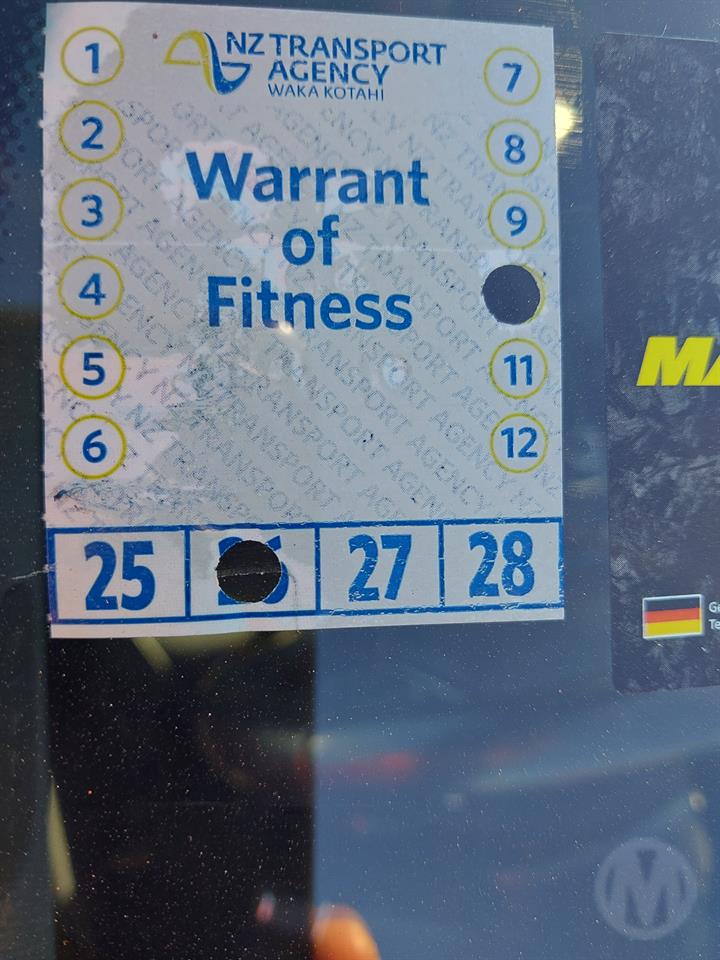 NZ TRANSPORT
AGENCY
WAKA KOTAHI
Warrant
of
Fitness
1
2
3
4
5
6
7
8
9
11
12
25
27
28